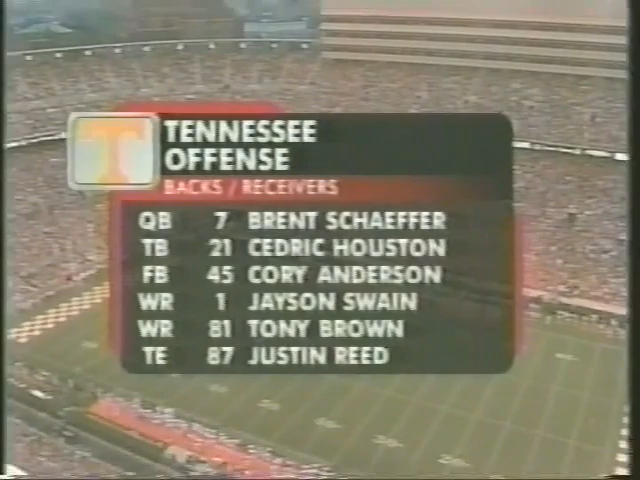 T
TENNESSEE
OFFENSE
BACKS / RECEIVERS
QB 7 BRENT SCHAEFFER
TB 21 CEDRIC HOUSTON
FB 45 CORY ANDERSON
WR 1 JAYSON SWAIN
WR 81 TONY BROWN
TE 87 JUSTIN REED